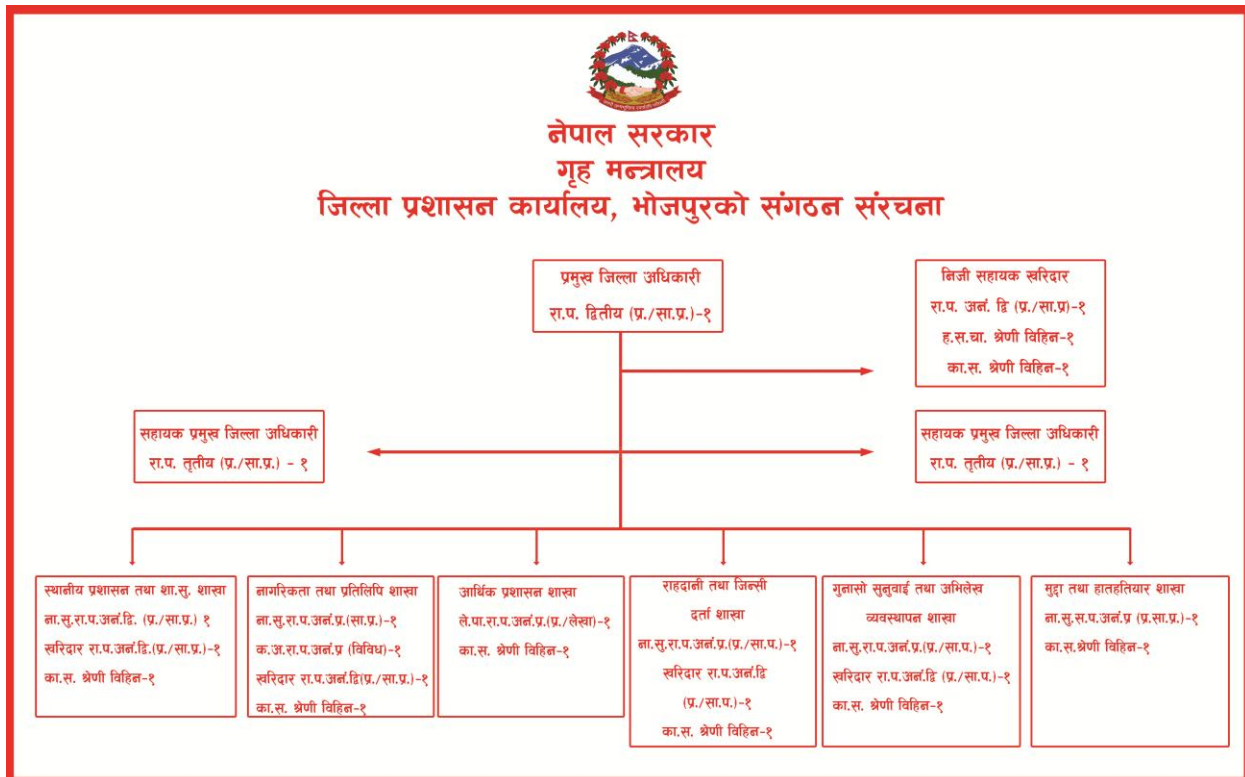 नेपाल सरकार
गृह मन्त्रालय
जिल्ला प्रशासन कार्यालय, भोजपुरको संगठन संरचना
प्रमुख जिल्ला अधिकारी
रा.प. द्वितीय (प्र./सा.प्र.)-१
निजी सहायक खरिदार
रा.प. अनं. द्वि (प्र./सा.प्र)-१
ह.स.चा. श्रेणी विहिन-१
का.स. श्रेणी विहिन-१
सहायक प्रमुख जिल्ला अधिकारी
रा.प. तृतीय (प्र./सा.प्र.) - १
सहायक प्रमुख जिल्ला अधिकारी
रा.प. तृतीय (प्र./सा.प्र.) - १
स्थानीय प्रशासन तथा शा.सु. शाखा
ना.सु.रा.प.अनं.द्वि. (प्र./सा.प्र.) १
खरिदार रा.प.अनं.द्वि.(प्र./सा.प्र.)-१
का.स. श्रेणी विहिन-१
नागरिकता तथा प्रतिलिपि शाखा
ना.सु.रा.प.अनं.प्र.(सा.प्र.)-१
क.अ.रा.प.अनं.प्र (विविध)-१
खरिदार रा.प.अनं.द्वि(प्र./सा.प्र.)-१
का.स. श्रेणी विहिन-१
आर्थिक प्रशासन शाखा
ले.पा.रा.प.अनं.प्र.(प्र./लेखा)-१
का.स. श्रेणी विहिन-१
राहदानी तथा जिन्सी
दर्ता शाखा
ना.सु.रा.प.अनं.प्र.(प्र./सा.प.)-१
खरिदार रा.प.अनं.द्वि
(प्र./सा.प.)-१
का.स. श्रेणी विहिन-१
गुनासो सुनुवाई तथा अभिलेख
व्यवस्थापन शाखा
ना.सु.रा.प.अनं.प्र.(प्र./सा.प.)-१
खरिदार रा.प.अनं.द्वि (प्र./सा.प.)-१
का.स. श्रेणी विहिन-१
मुद्दा तथा हातहतियार शाखा
ना.सु.स.प.अनं.प्र (प्र.सा.प्र.)-१
का.स.श्रेणी विहिन-१